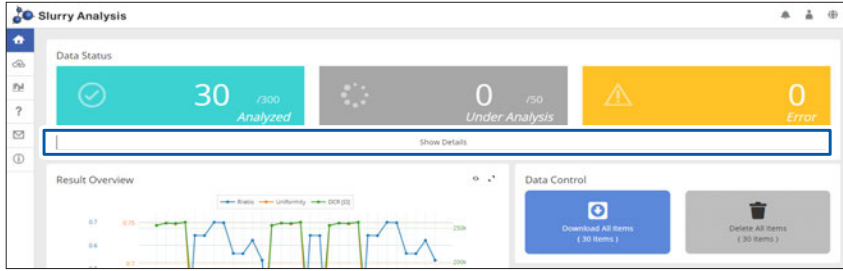 Slurry Analysis
Data Status
30 /300
Analyzed
0 /50
Under Analysis
0
Error
?
Show Details
Result Overview
Rratio Uniformity DCR [Ω]
0.7 0.75 250k
0.6
0.7 200k
Data Control
Download All Items
( 30 Items )
Delete All Items
( 30 Items )